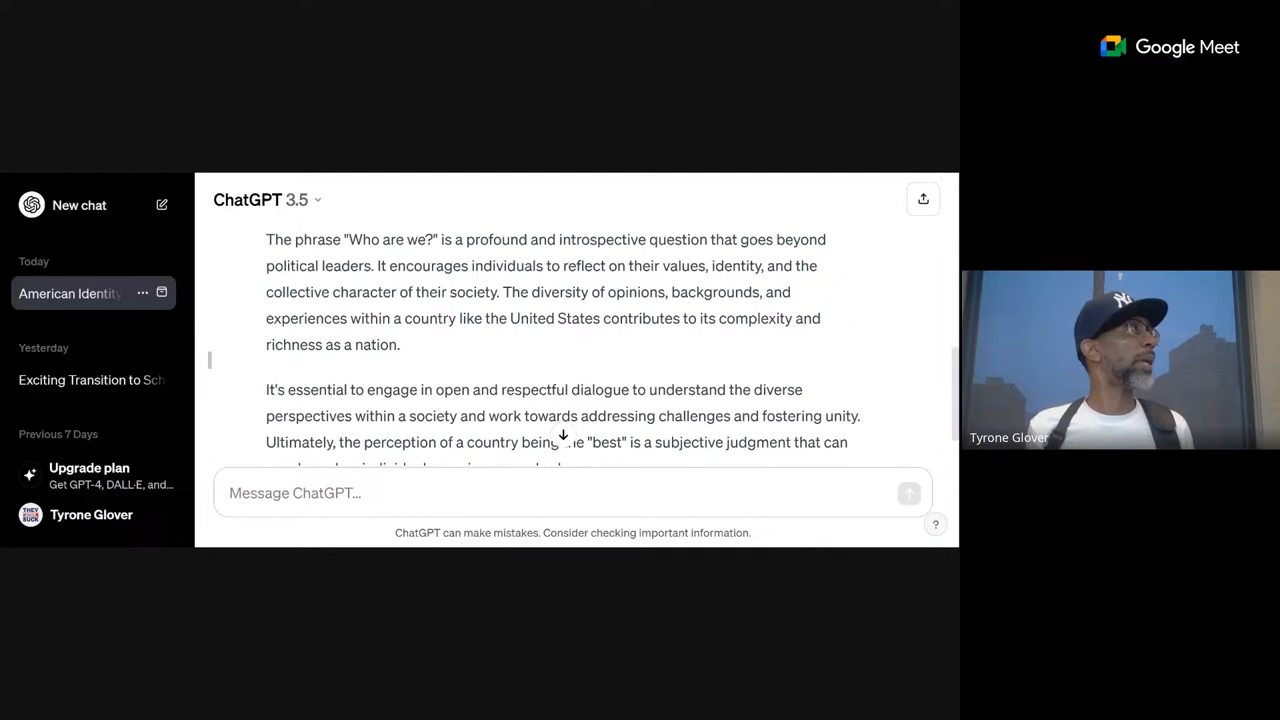 Google Meet
New chat
Today
American Identity
Yesterday
Exciting Transition to Sch
Previous 7 Days
Upgrade plan
Get GPT-4, DALL·E, and...
Tyrone Glover
ChatGPT 3.5
The phrase "Who are we?" is a profound and introspective question that goes beyond
political leaders. It encourages individuals to reflect on their values, identity, and the
collective character of their society. The diversity of opinions, backgrounds, and
experiences within a country like the United States contributes to its complexity and
richness as a nation.
It's essential to engage in open and respectful dialogue to understand the diverse
perspectives within a society and work towards addressing challenges and fostering unity.
Ultimately, the perception of a country being "best" is a subjective judgment that can
Message ChatGPT...
ChatGPT can make mistakes. Consider checking important information.
?
Tyrone Glover